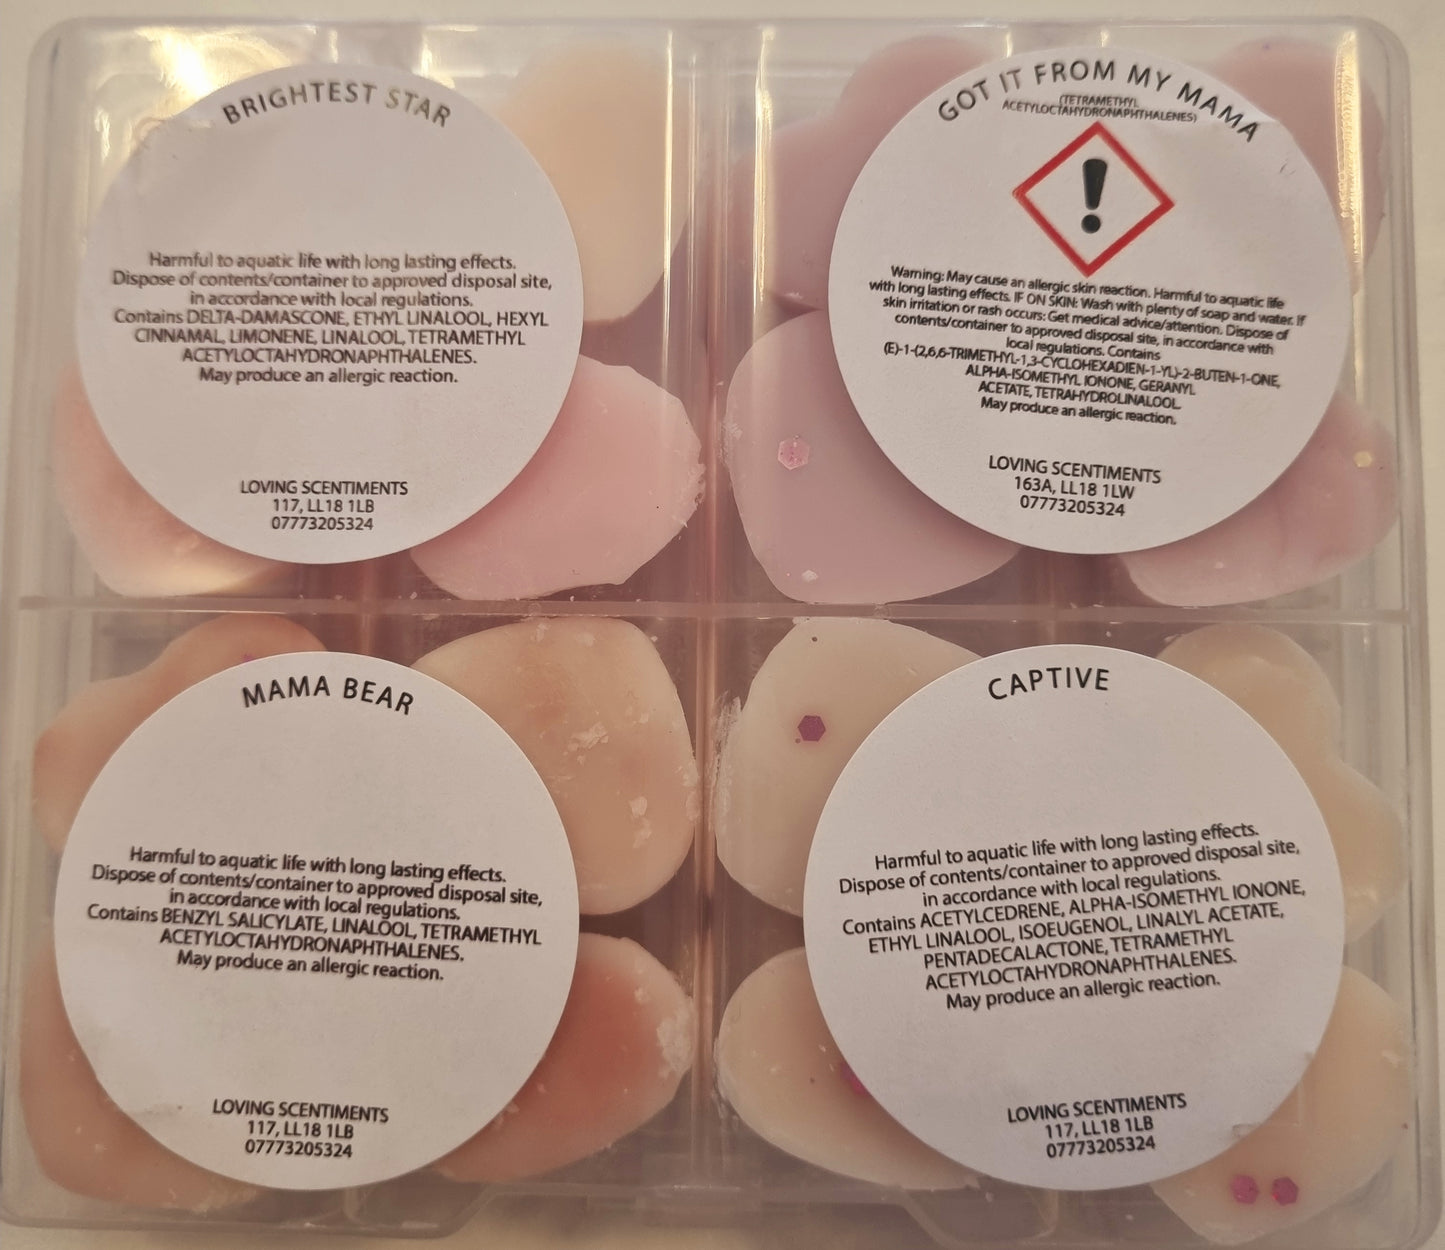 BRIGHTEST STAR
Harmful to aquatic life with long lasting effects.
Dispose of contents/container to approved disposal site,
in accordance with local regulations.
Contains DELTA-DAMASCONE, ETHYL LINALOOL, HEXYL
CINNAMAL, LIMONENE, LINALOOL, TETRAMETHYL
ACETYLOCTAHYDRONAPHTHALENES.
May produce an allergic reaction.
LOVING SCENTIMENTS
117, LL18 1LB
07773205324
GOT IT FROM MY MAMA
(TETRAMETHYL
ACETYLOCTAHYDRONAPHTHALENES)
Warning: May cause an allergic skin reaction. Harmful to aquatic life
with long lasting effects. IF ON SKIN: Wash with plenty of soap and water. If
skin irritation or rash occurs: Get medical advice/attention. Dispose of
contents/container to approved disposal site, in accordance with
local regulations. Contains
(E)-1-(2,6,6-TRIMETHYL-1,3-CYCLOHEXADIEN-1-YL)-2-BUTEN-1-ONE,
ALPHA-ISOMETHYL IONONE, GERANYL
ACETATE, TETRAHYDROLINALOOL.
May produce an allergic reaction.
LOVING SCENTIMENTS
163A, LL18 1LW
07773205324
MAMA BEAR
Harmful to aquatic life with long lasting effects.
Dispose of contents/container to approved disposal site,
in accordance with local regulations.
Contains BENZYL SALICYLATE, LINALOOL, TETRAMETHYL
ACETYLOCTAHYDRONAPHTHALENES.
May produce an allergic reaction.
LOVING SCENTIMENTS
117, LL18 1LB
07773205324
CAPTIVE
Harmful to aquatic life with long lasting effects.
Dispose of contents/container to approved disposal site,
in accordance with local regulations.
Contains ACETYLCEDRENE, ALPHA-ISOMETHYL IONONE,
ETHYL LINALOOL, ISOEUGENOL, LINALYL ACETATE,
PENTADECALACTONE, TETRAMETHYL
ACETYLOCTAHYDRONAPHTHALENES.
May produce an allergic reaction.
LOVING SCENTIMENTS
117, LL18 1LB
07773205324